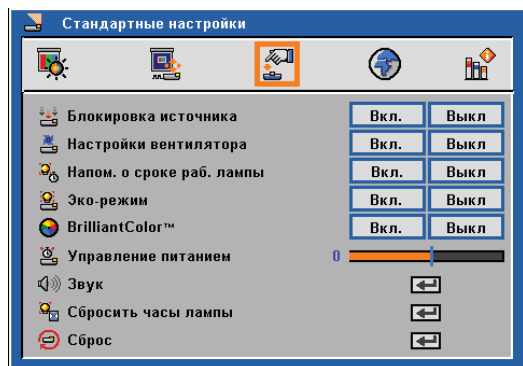 Стандартные настройки
Блокировка источника Вкл. Выкл
Настройки вентилятора Вкл. Выкл
Напом. о сроке раб. лампы Вкл. Выкл
Эко-режим Вкл. Выкл
BrilliantColor™ Вкл. Выкл
Управление питанием 0
Звук
Сбросить часы лампы
Сброс